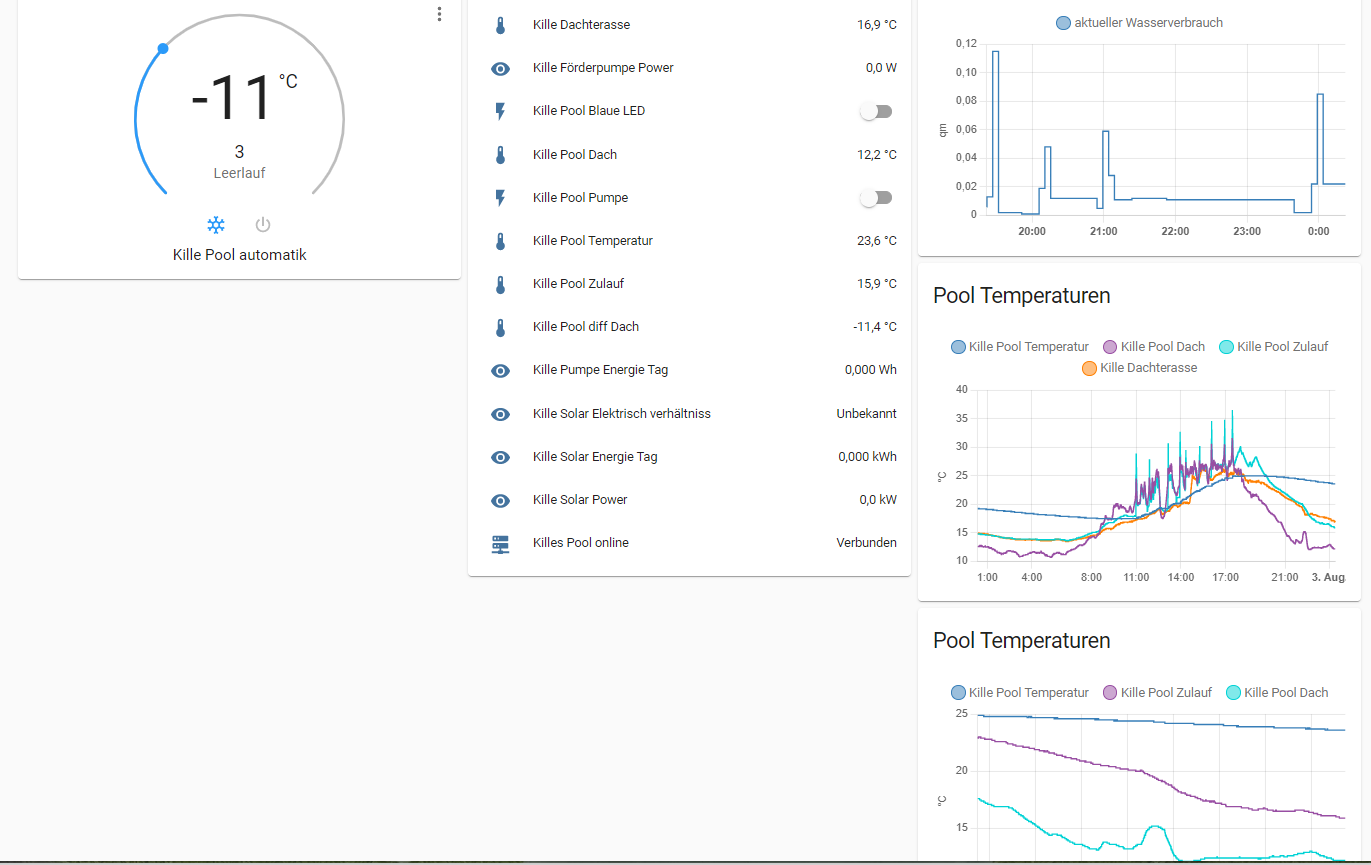 -11 °C
3
Leerlauf
Kille Pool automatik
Kille Dachterasse 16,9 °C
Kille Förderpumpe Power 0,0 W
Kille Pool Blaue LED
Kille Pool Dach 12,2 °C
Kille Pool Pumpe
Kille Pool Temperatur 23,6 °C
Kille Pool Zulauf 15,9 °C
Kille Pool diff Dach -11,4 °C
Kille Pumpe Energie Tag 0,000 Wh
Kille Solar Elektrisch verhältniss Unbekannt
Kille Solar Energie Tag 0,000 kWh
Kille Solar Power 0,0 kW
Killes Pool online Verbunden
aktueller Wasserverbrauch
0,12
0,10
0,08
0,06
0,04
0,02
0
qm
20:00 21:00 22:00 23:00 0:00
Pool Temperaturen
Kille Pool Temperatur Kille Pool Dach Kille Pool Zulauf
Kille Dachterasse
40
35
30
25
20
15
10
°C
1:00 4:00 8:00 11:00 14:00 17:00 21:00 3. Aug
Pool Temperaturen
Kille Pool Temperatur Kille Pool Zulauf Kille Pool Dach
25
20
15
°C